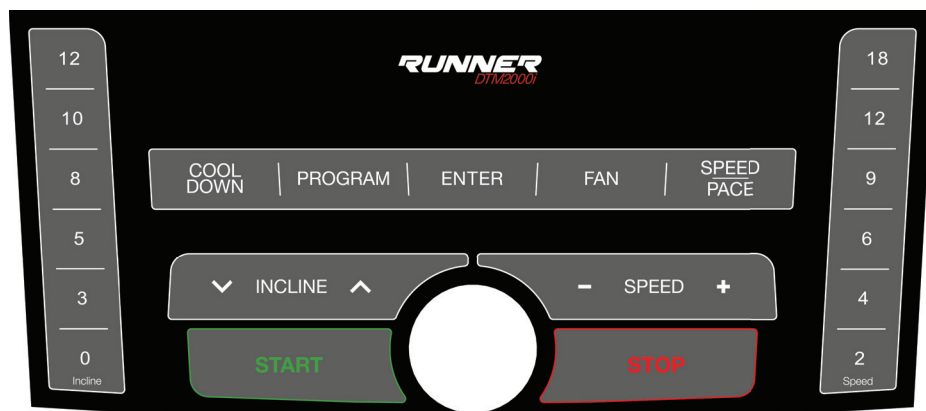 RUNNER
DTM2000i
12
10
8
5
3
0
Incline
COOL
DOWN
PROGRAM
ENTER
FAN
SPEED
PACE
INCLINE
- SPEED +
START
STOP
18
12
9
6
4
2
Speed